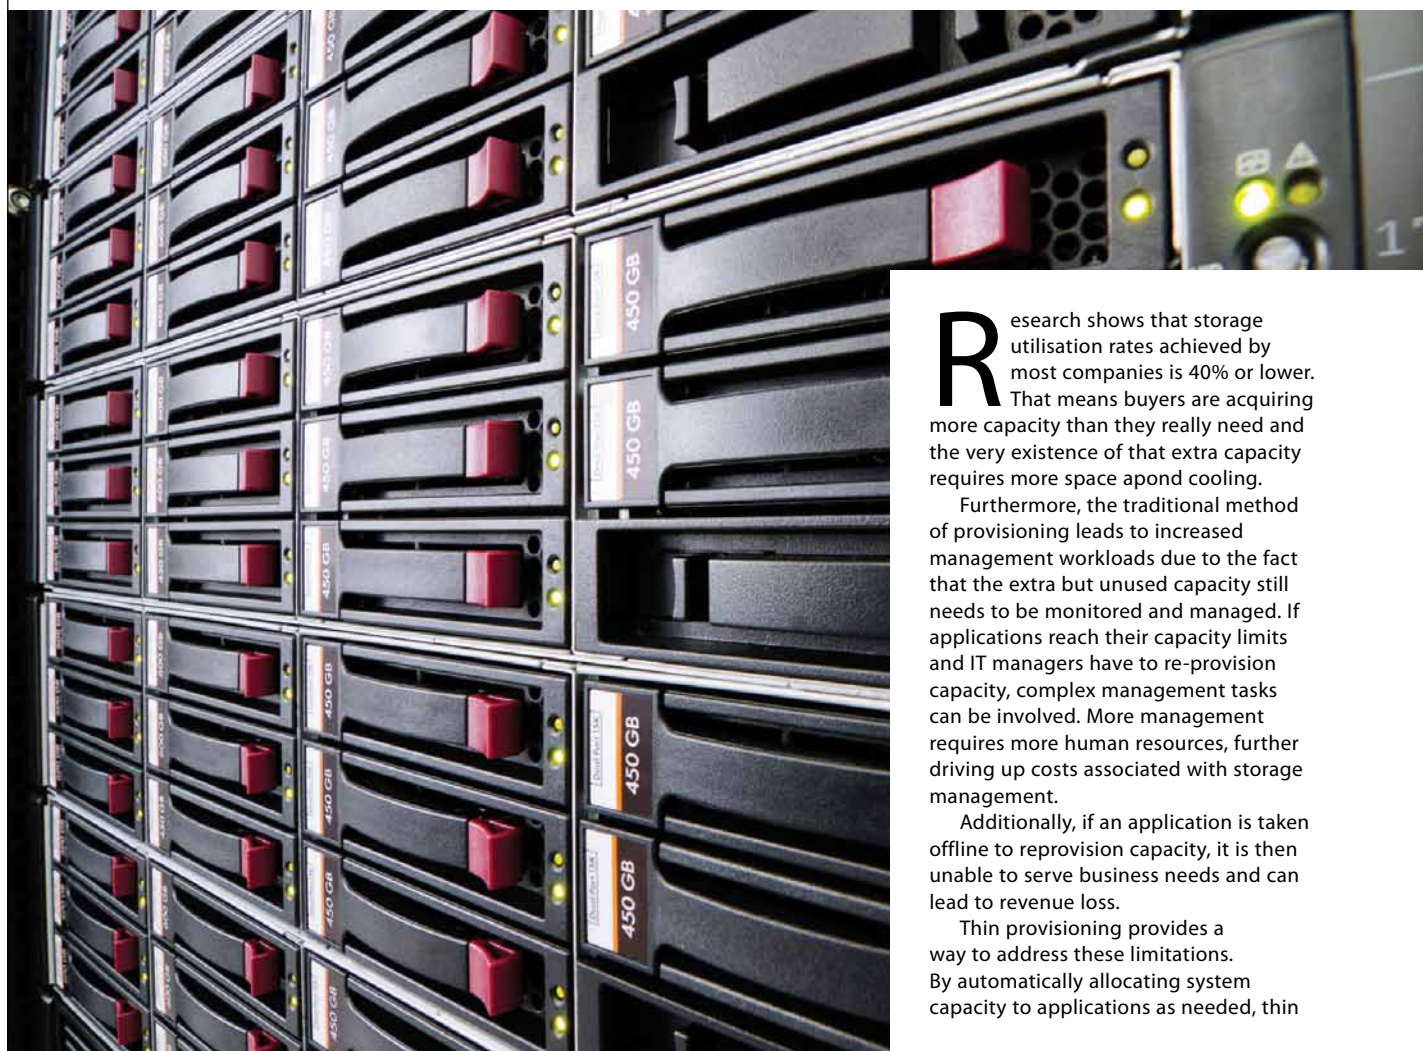 450 GB
450 GB
450 GB
450 GB
450 GB
450 GB
450 GB
450 GB
450 GB
450 GB
450 GB
Dual Port 15K
Research shows that storage
utilisation rates achieved by
most companies is 40% or lower.
That means buyers are acquiring
more capacity than they really need and
the very existence of that extra capacity
requires more space apond cooling.
Furthermore, the traditional method
of provisioning leads to increased
management workloads due to the fact
that the extra but unused capacity still
needs to be monitored and managed. If
applications reach their capacity limits
and IT managers have to re-provision
capacity, complex management tasks
can be involved. More management
requires more human resources, further
driving up costs associated with storage
management.
Additionally, if an application is taken
offline to reprovision capacity, it is then
unable to serve business needs and can
lead to revenue loss.
Thin provisioning provides a
way to address these limitations.
By automatically allocating system
capacity to applications as needed, thin